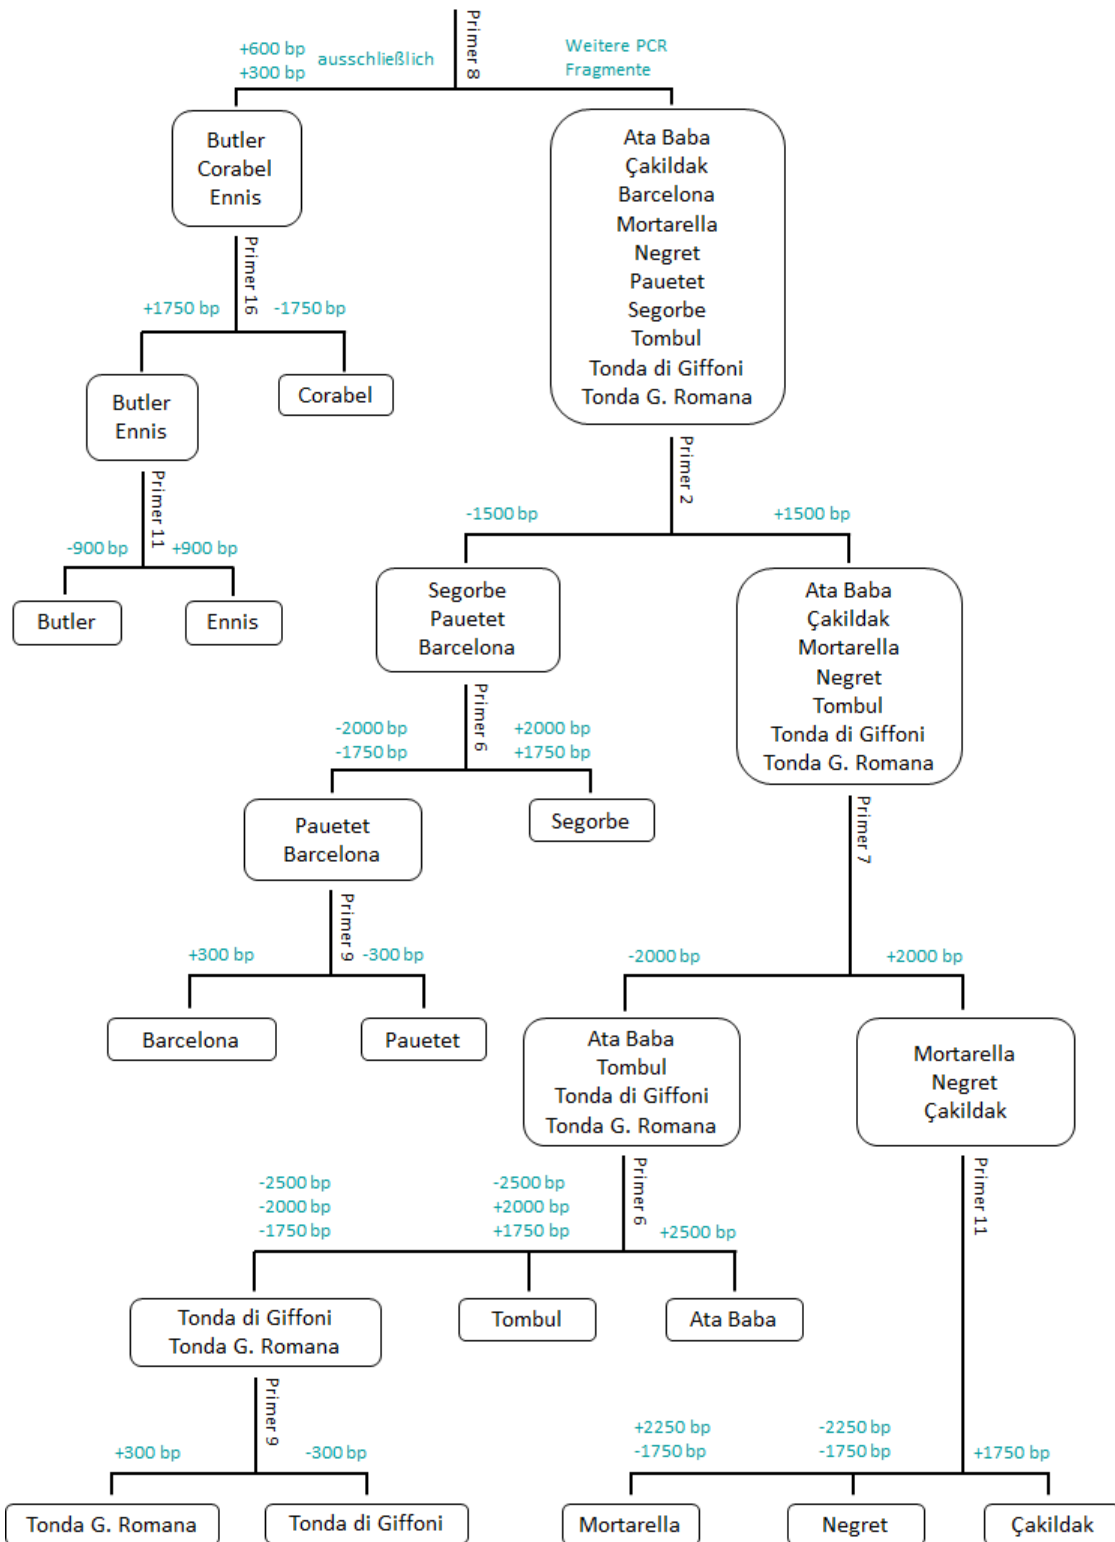 +600 bp
+300 bp
ausschließlich
Primer 8
Weitere PCR
Fragmente
Butler
Corabel
Ennis
Ata Baba
Çakildak
Barcelona
Mortarella
Negret
Pauetet
Segorbe
Tombul
Tonda di Giffoni
Tonda G. Romana
Primer 16
+1750 bp
-1750 bp
Butler
Ennis
Corabel
Primer 11
-900 bp
+900 bp
Butler
Ennis
Primer 2
-1500 bp
+1500 bp
Segorbe
Pauetet
Barcelona
Ata Baba
Çakildak
Mortarella
Negret
Tombul
Tonda di Giffoni
Tonda G. Romana
Primer 6
-2000 bp
-1750 bp
+2000 bp
+1750 bp
Pauetet
Barcelona
Segorbe
Primer 9
+300 bp
-300 bp
Barcelona
Pauetet
Primer 7
-2000 bp
+2000 bp
Ata Baba
Tombul
Tonda di Giffoni
Tonda G. Romana
Mortarella
Negret
Çakildak
Primer 6
-2500 bp
-2000 bp
-1750 bp
-2500 bp
+2000 bp
+1750 bp
+2500 bp
Tonda di Giffoni
Tonda G. Romana
Tombul
Ata Baba
Primer 9
+300 bp
-300 bp
Tonda G. Romana
Tonda di Giffoni
Primer 11
+2250 bp
-1750 bp
-2250 bp
-1750 bp
+1750 bp
Mortarella
Negret
Çakildak